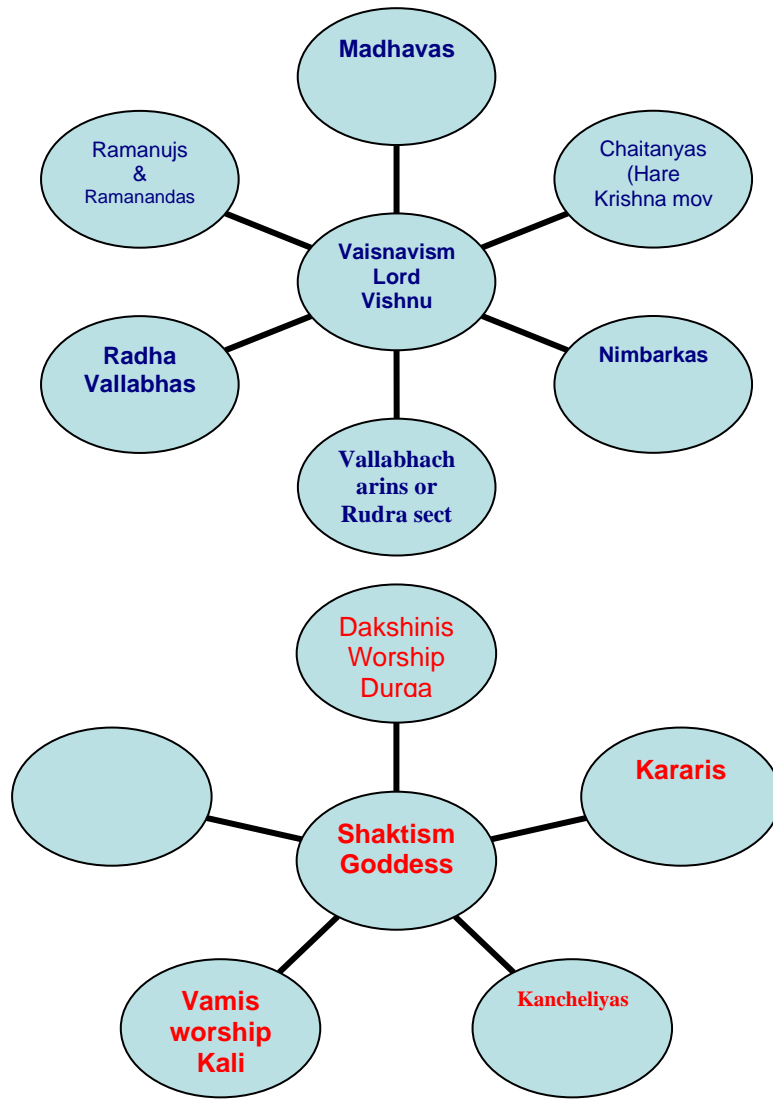 Madhavas
Ramanujs
&
Ramanandas
Chaitanyas
(Hare
Krishna mov
Vaisnavism
Lord
Vishnu
Radha
Vallabhas
Nimbarkas
Vallabhach
arins or
Rudra sect
Dakshinis
Worship
Durga
Kararis
Shaktism
Goddess
Vamis
worship
Kali
Kancheliyas